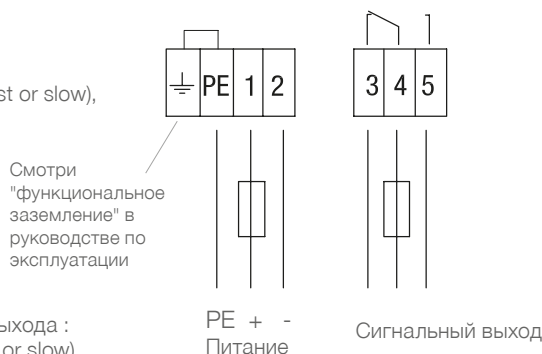 st or slow),
PE 1 2
3 4 5
Смотри
"функциональное
заземление" в
руководстве по
эксплуатации
ыхода :
or slow)
PE + -
Питание
Сигнальный выход